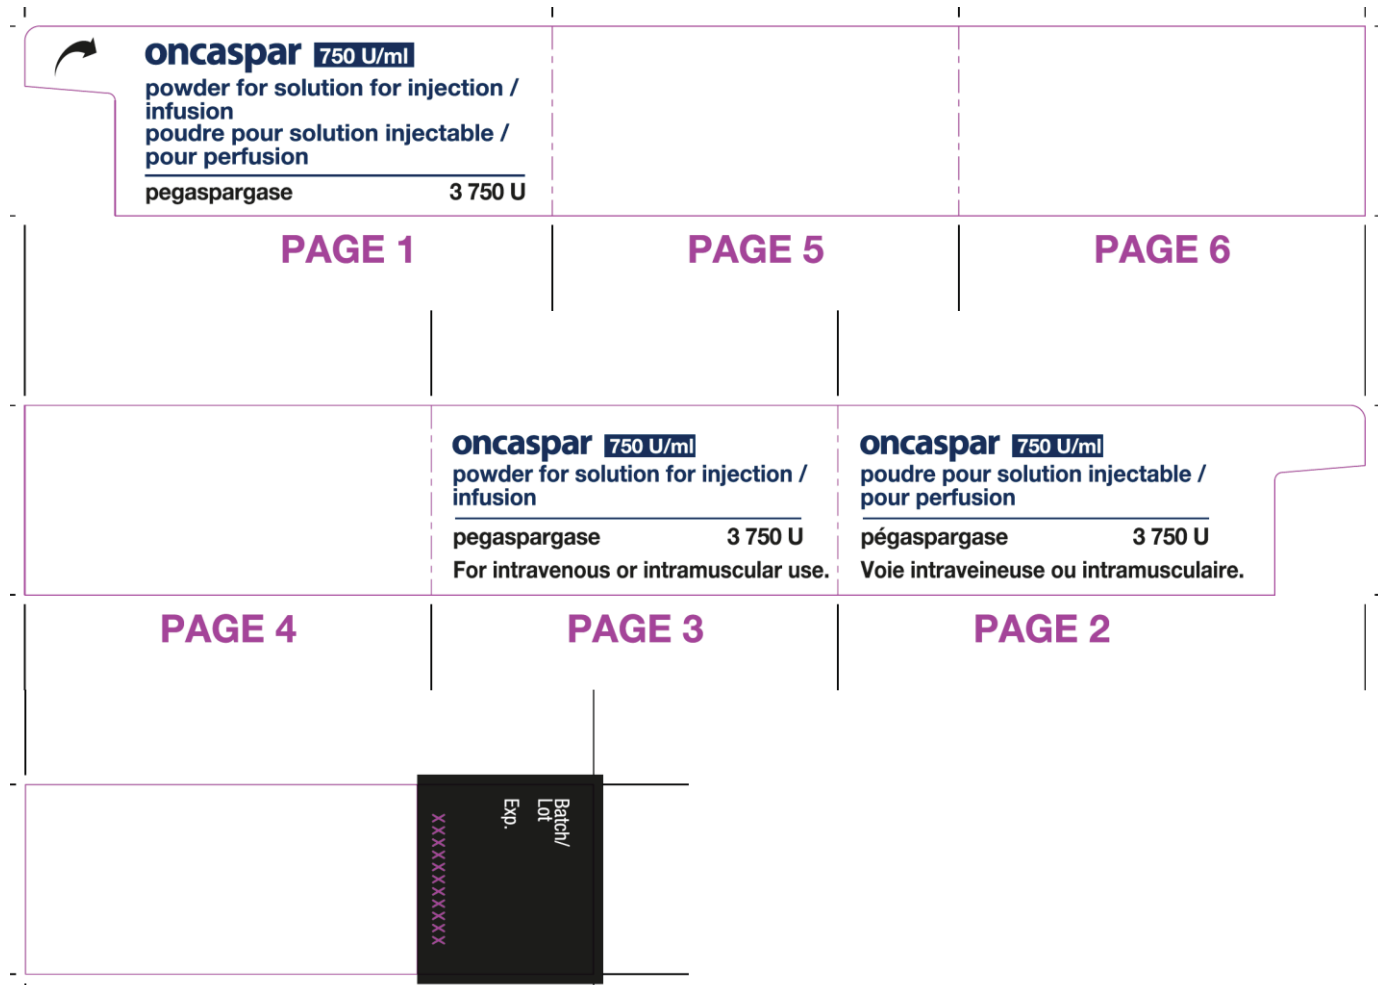 oncaspar 750 U/ml
powder for solution for injection /
infusion
poudre pour solution injectable /
pour perfusion
pegaspargase 3 750 U
PAGE 1
PAGE 5
PAGE 6
oncaspar 750 U/ml
powder for solution for injection /
infusion
pegaspargase 3 750 U
For intravenous or intramuscular use.
oncaspar 750 U/ml
poudre pour solution injectable /
pour perfusion
pégaspargase 3 750 U
Voie intraveineuse ou intramusculaire.
PAGE 4
PAGE 3
PAGE 2
Batch/
Lot
Exp.
XXXXXXXXXXX